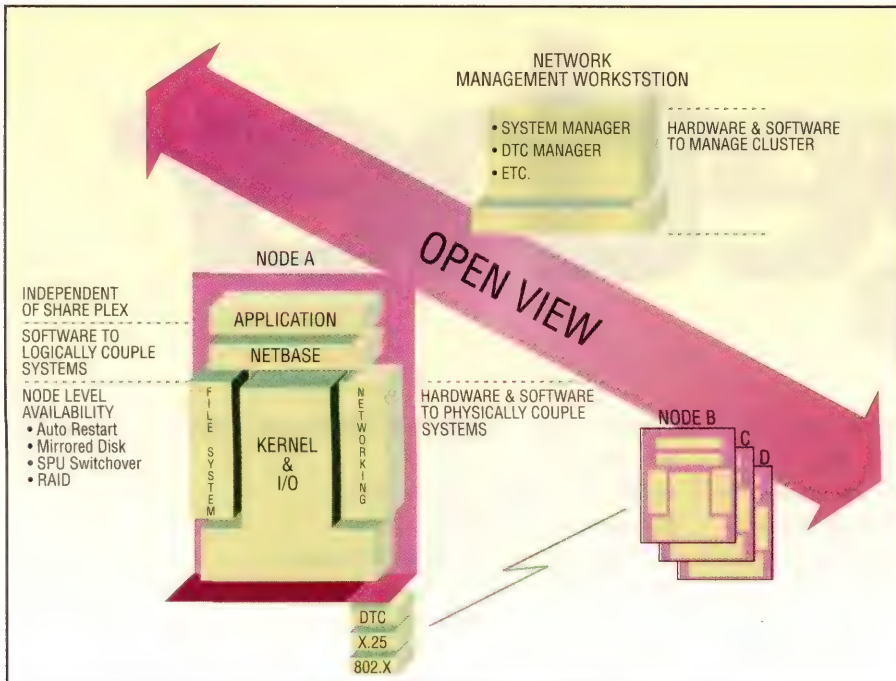 NETWORK
MANAGEMENT WORKSTSTION
• SYSTEM MANAGER
• DTC MANAGER
• ETC.
HARDWARE & SOFTWARE
TO MANAGE CLUSTER
OPEN VIEW
NODE A
INDEPENDENT
OF SHARE PLEX
SOFTWARE TO
LOGICALLY COUPLE
SYSTEMS
NODE LEVEL
AVAILABILITY
• Auto Restart
• Mirrored Disk
• SPU Switchover
• RAID
APPLICATION
NETBASE
FILE SYSTEM
KERNEL
&
I/O
NETWORKING
HARDWARE & SOFTWARE
TO PHYSICALLY COUPLE
SYSTEMS
NODE B
C
D
DTC
X.25
802.X